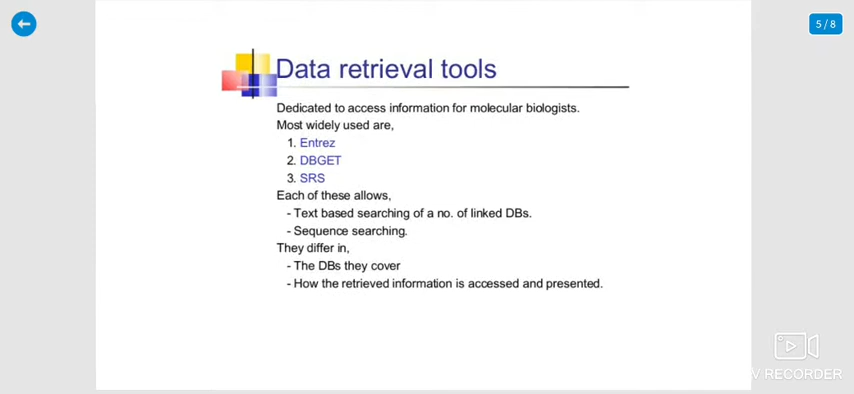 5 / 8
Data retrieval tools
Dedicated to access information for molecular biologists.
Most widely used are,
1. Entrez
2. DBGET
3. SRS
Each of these allows,
- Text based searching of a no. of linked DBs.
- Sequence searching.
They differ in,
- The DBs they cover
- How the retrieved information is accessed and presented.
V RECORDER